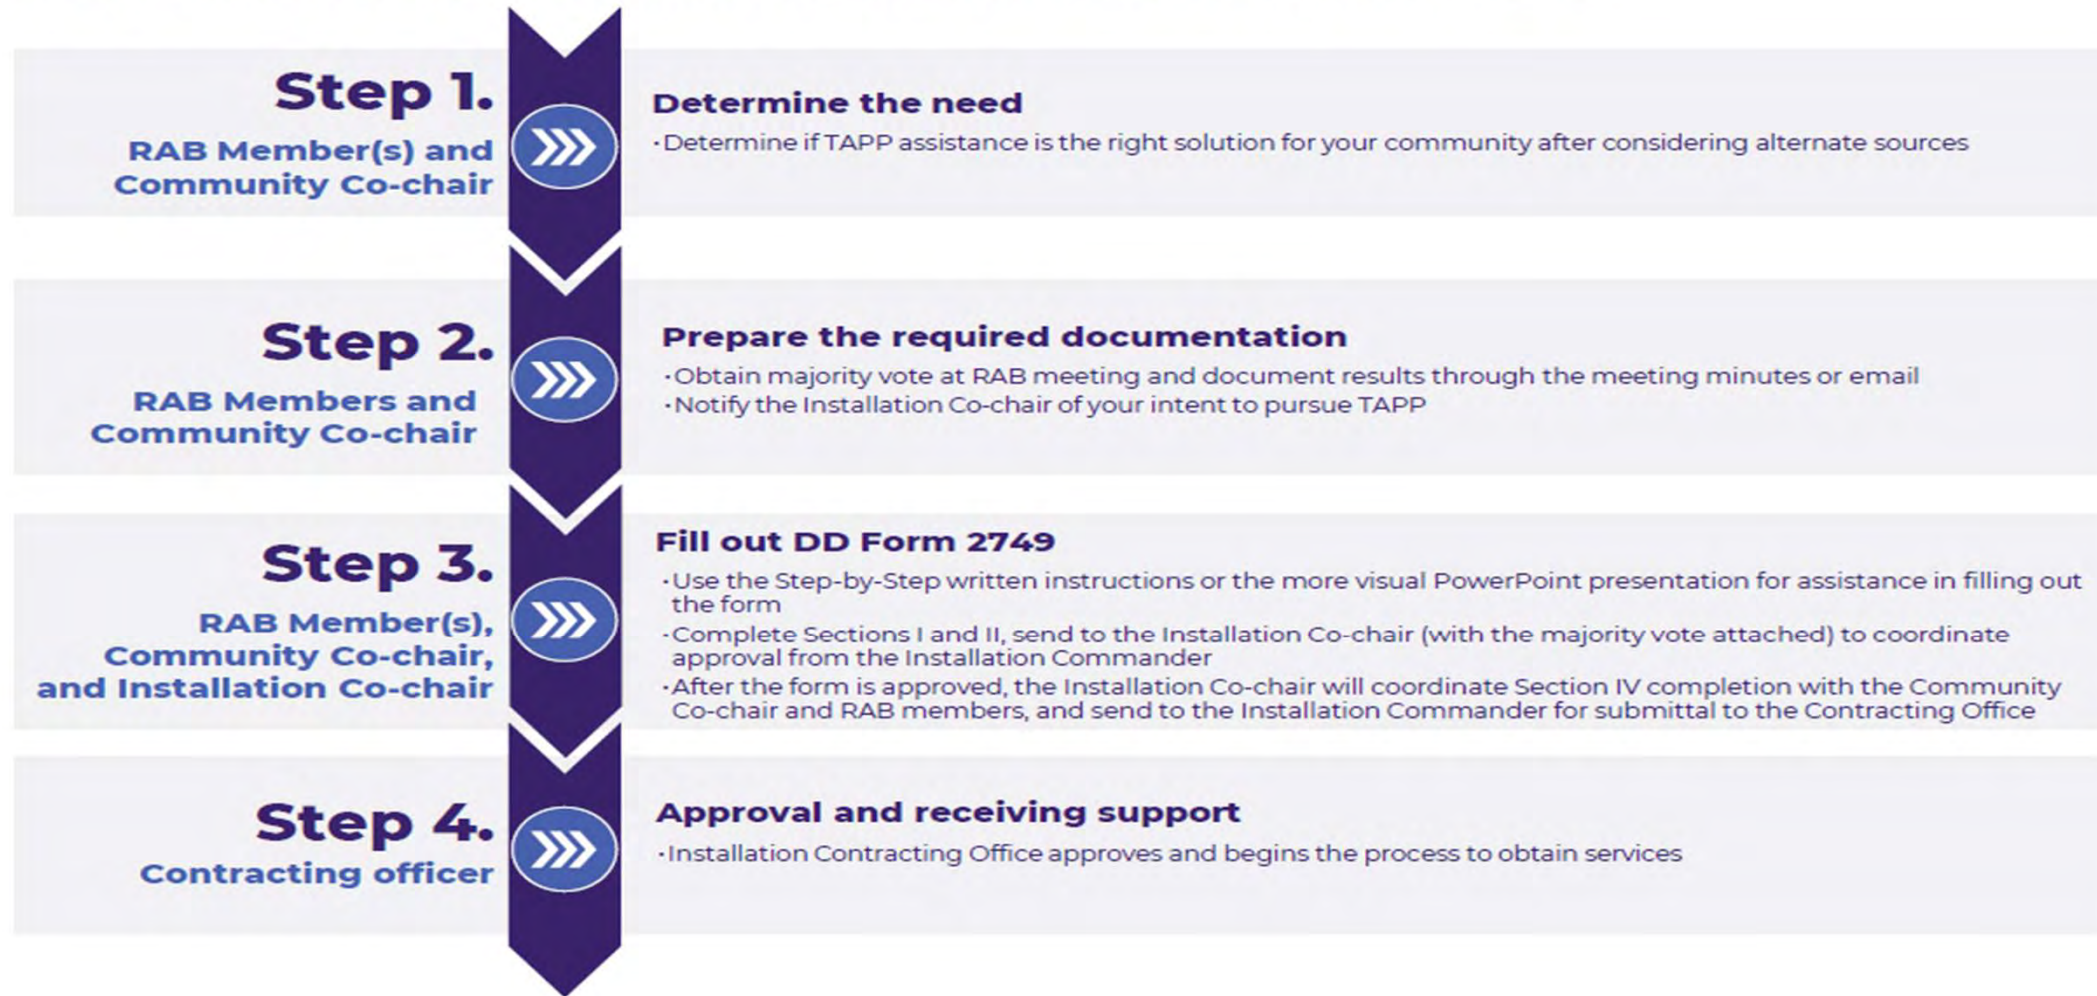 Step 1.
RAB Member(s) and
Community Co-chair
Determine the need
·Determine if TAPP assistance is the right solution for your community after considering alternate sources
Step 2.
RAB Members and
Community Co-chair
Prepare the required documentation
·Obtain majority vote at RAB meeting and document results through the meeting minutes or email
·Notify the Installation Co-chair of your intent to pursue TAPP
Step 3.
RAB Member(s),
Community Co-chair,
and Installation Co-chair
Fill out DD Form 2749
·Use the Step-by-Step written instructions or the more visual PowerPoint presentation for assistance in filling out
the form
·Complete Sections I and II, send to the Installation Co-chair (with the majority vote attached) to coordinate
approval from the Installation Commander
·After the form is approved, the Installation Co-chair will coordinate Section IV completion with the Community
Co-chair and RAB members, and send to the Installation Commander for submittal to the Contracting Office
Step 4.
Contracting officer
Approval and receiving support
·Installation Contracting Office approves and begins the process to obtain services